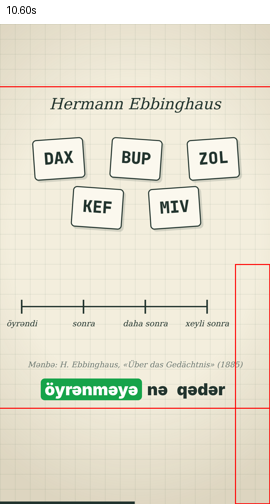 10.60s
Hermann Ebbinghaus
DAX BUP ZOL
KEF MIV
öyrəndi sonra daha sonra xeyli sonra
Mənbə: H. Ebbinghaus, «Über das Gedächtnis» (1885)
öyrənməyə nə qədər